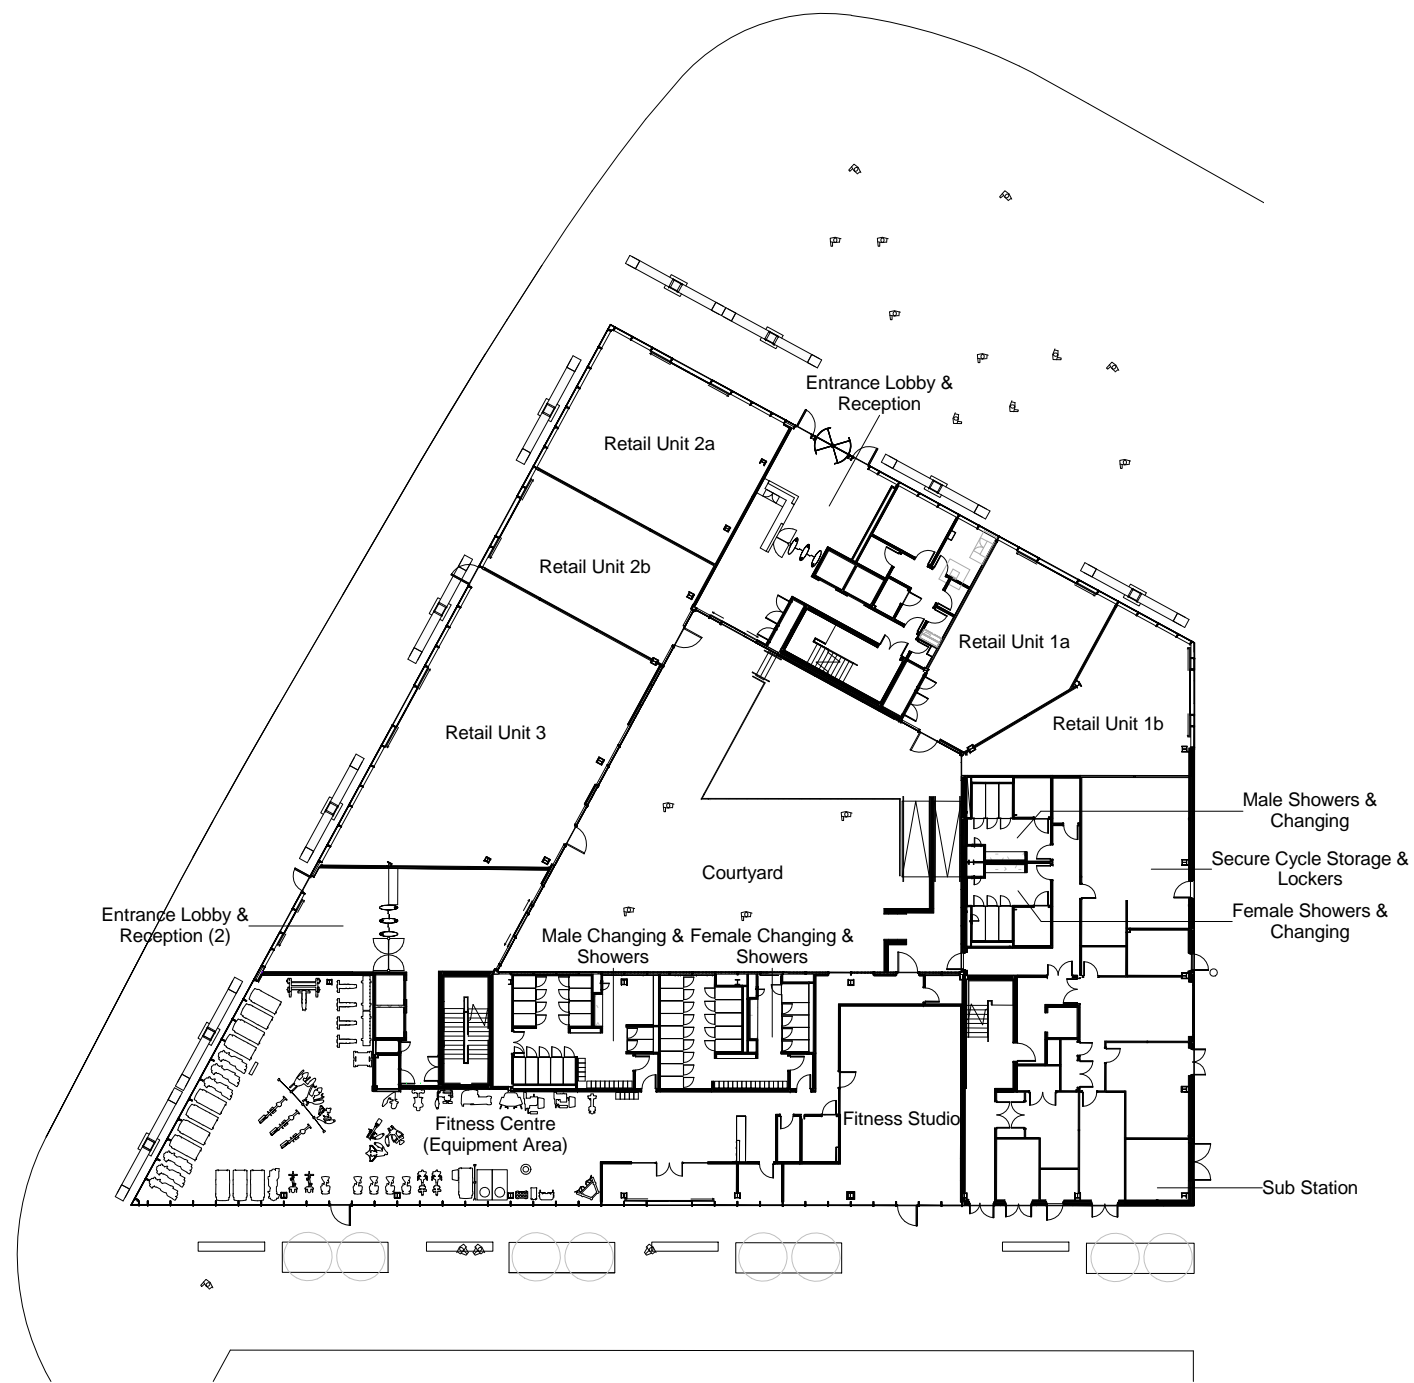 Entrance Lobby &
Reception
Retail Unit 2a
Retail Unit 2b
Retail Unit 1a
Retail Unit 1b
Retail Unit 3
Male Showers &
Changing
Courtyard
Secure Cycle Storage &
Lockers
Entrance Lobby &
Reception (2)
Female Showers &
Changing
Male Changing &
Showers
Female Changing &
Showers
Fitness Centre
(Equipment Area)
Fitness Studio
Sub Station